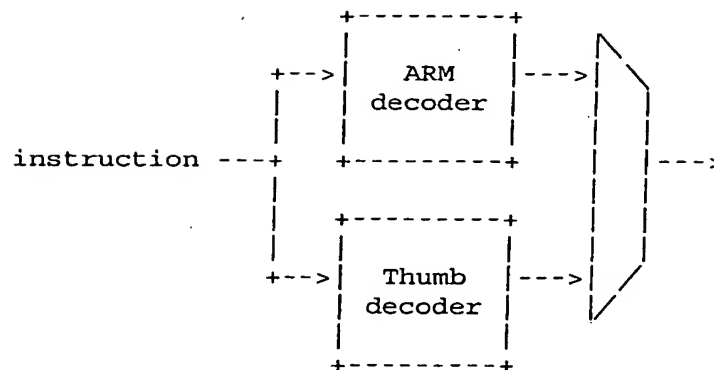 ARM
decoder
instruction
Thumb
decoder